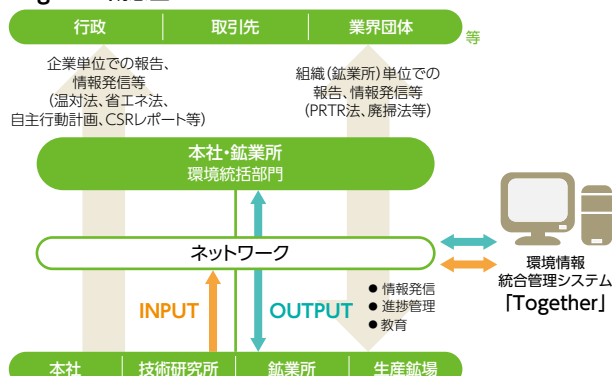 行政
取引先
業界団体
等
企業単位での報告、
情報発信等
(温対法、省エネ法、
自主行動計画、CSRレポート等)
組織(鉱業所)単位での
報告、情報発信等
(PRTR法、廃掃法等)
本社・鉱業所
環境統括部門
ネットワーク
環境情報
統合管理システム
「Together」
INPUT
OUTPUT
● 情報発信
● 進捗管理
● 教育
本社
技術研究所
鉱業所
生産鉱場